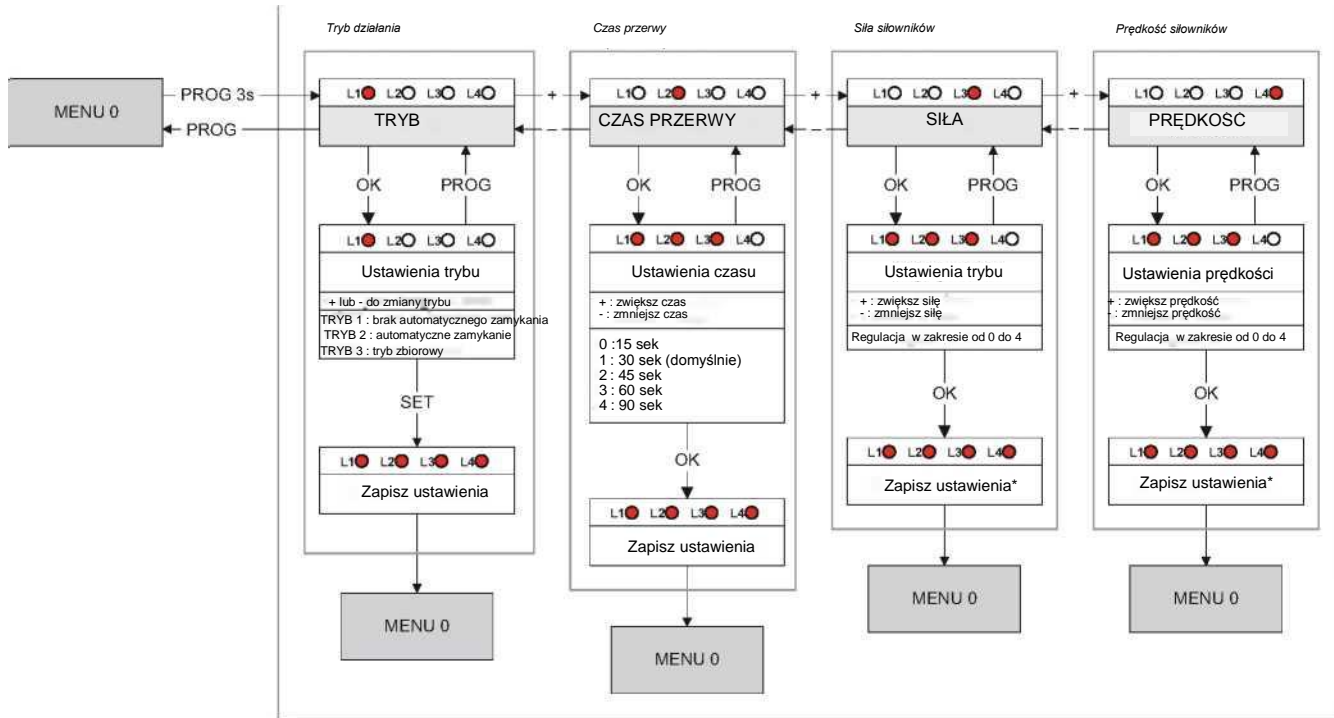 Tryb działania
Czas przerwy
Siła siłowników
Prędkość siłowników
MENU 0
PROG 3s
PROG
L1 L2 L3 L4
TRYB
+
–
L1 L2 L3 L4
CZAS PRZERWY
+
–
L1 L2 L3 L4
SIŁA
+
–
L1 L2 L3 L4
PRĘDKOŚC
OK PROG
OK PROG
OK PROG
OK PROG
L1 L2 L3 L4
Ustawienia trybu
+ lub - do zmiany trybu
TRYB 1 : brak automatycznego zamykania
TRYB 2 : automatyczne zamykanie
TRYB 3 : tryb zbiorowy
SET
L1 L2 L3 L4
Zapisz ustawienia
MENU 0
L1 L2 L3 L4
Ustawienia czasu
+ : zwiększ czas
- : zmniejsz czas
0 :15 sek
1 : 30 sek (domyślnie)
2 : 45 sek
3 : 60 sek
4 : 90 sek
OK
L1 L2 L3 L4
Zapisz ustawienia
MENU 0
L1 L2 L3 L4
Ustawienia trybu
+ : zwiększ siłę
- : zmniejsz siłę
Regulacja w zakresie od 0 do 4
OK
L1 L2 L3 L4
Zapisz ustawienia*
MENU 0
L1 L2 L3 L4
Ustawienia prędkości
+ : zwiększ prędkość
- : zmniejsz prędkość
Regulacja w zakresie od 0 do 4
OK
L1 L2 L3 L4
Zapisz ustawienia*
MENU 0